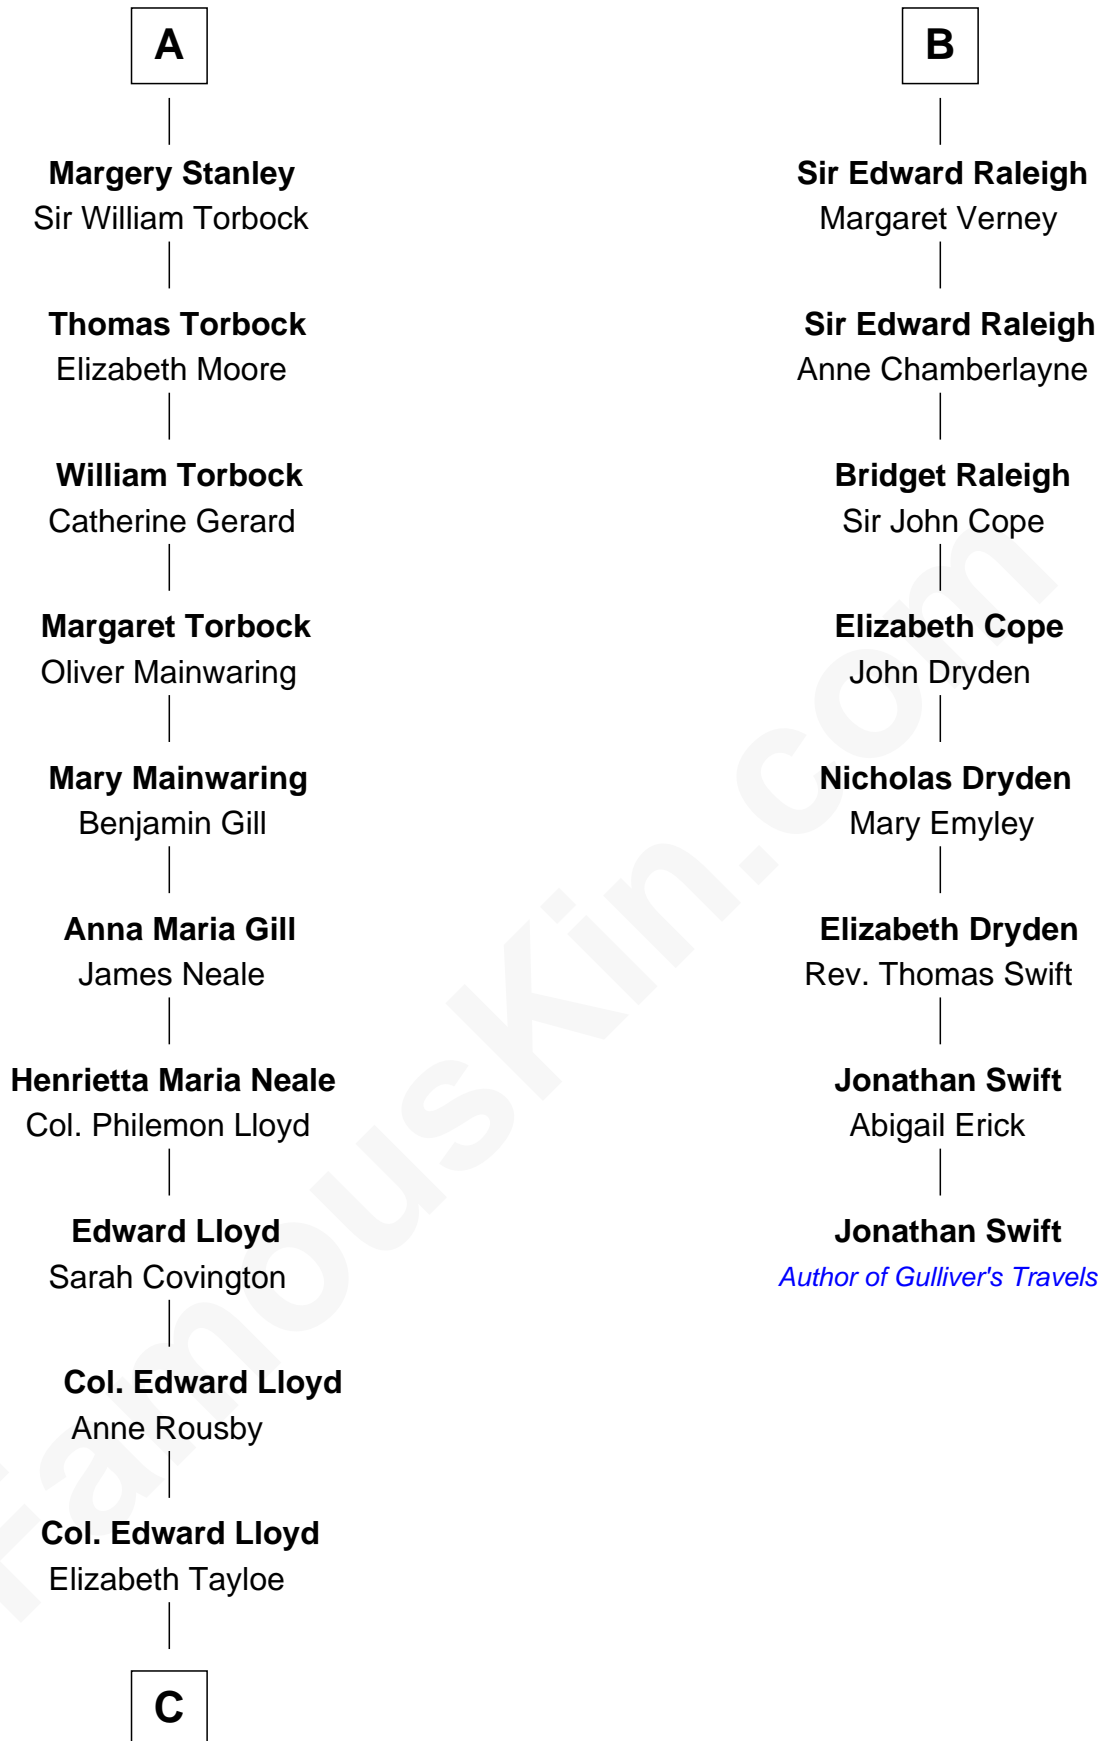 A
Margery Stanley
Sir William Torbock
Thomas Torbock
Elizabeth Moore
William Torbock
Catherine Gerard
Margaret Torbock
Oliver Mainwaring
Mary Mainwaring
Benjamin Gill
Anna Maria Gill
James Neale
Henrietta Maria Neale
Col. Philemon Lloyd
Edward Lloyd
Sarah Covington
Col. Edward Lloyd
Anne Rousby
Col. Edward Lloyd
Elizabeth Tayloe
C
B
Sir Edward Raleigh
Margaret Verney
Sir Edward Raleigh
Anne Chamberlayne
Bridget Raleigh
Sir John Cope
Elizabeth Cope
John Dryden
Nicholas Dryden
Mary Emyley
Elizabeth Dryden
Rev. Thomas Swift
Jonathan Swift
Abigail Erick
Jonathan Swift
Author of Gulliver's Travels
FamousKin.com